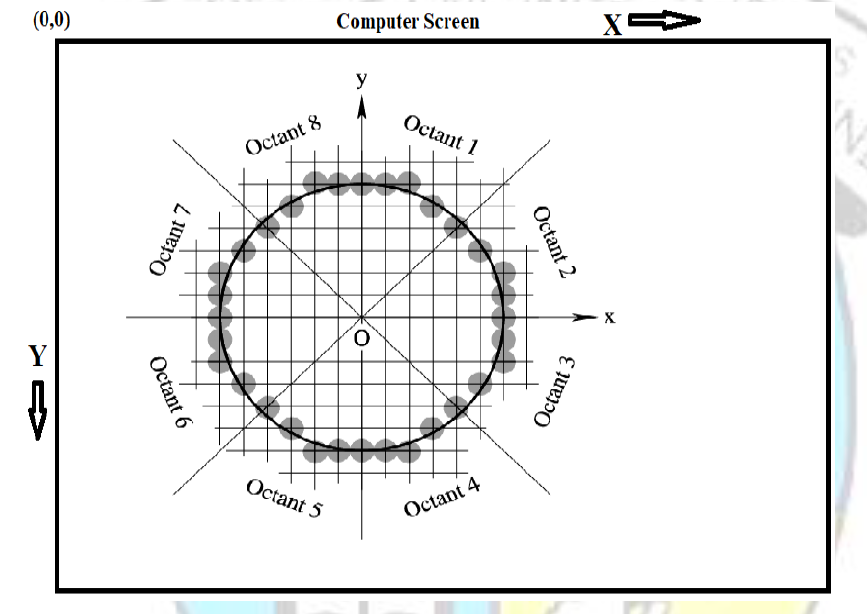 (0,0)
Computer Screen
X
y
Octant 8
Octant 1
Octant 7
Octant 2
x
O
Y
Octant 6
Octant 3
Octant 5
Octant 4